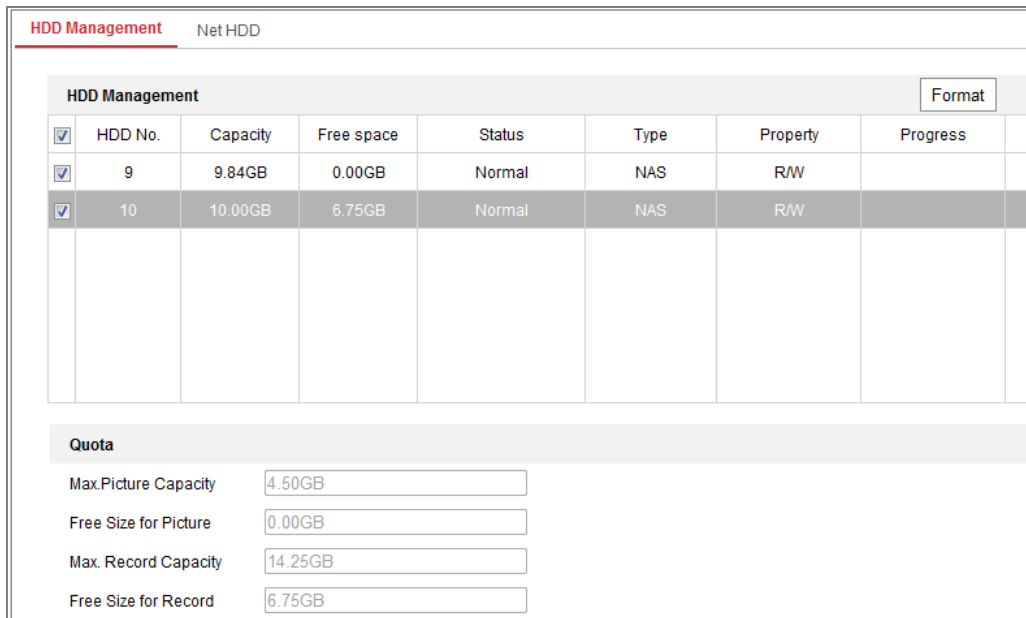 HDD Management Net HDD
HDD Management Format
HDD No. Capacity Free space Status Type Property Progress
9 9.84GB 0.00GB Normal NAS R/W
10 10.00GB 6.75GB Normal NAS R/W
Quota
Max.Picture Capacity 4.50GB
Free Size for Picture 0.00GB
Max. Record Capacity 14.25GB
Free Size for Record 6.75GB